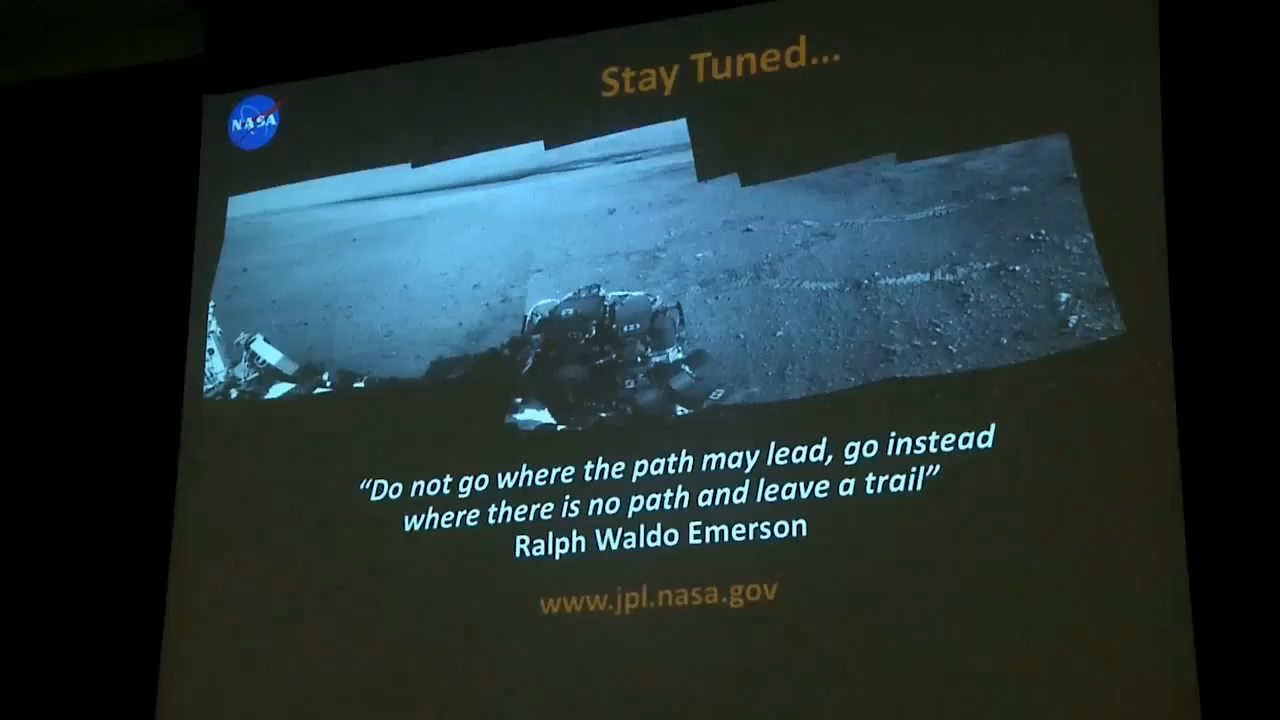 Stay Tuned...
NASA
“Do not go where the path may lead, go instead
where there is no path and leave a trail”
Ralph Waldo Emerson
www.jpl.nasa.gov